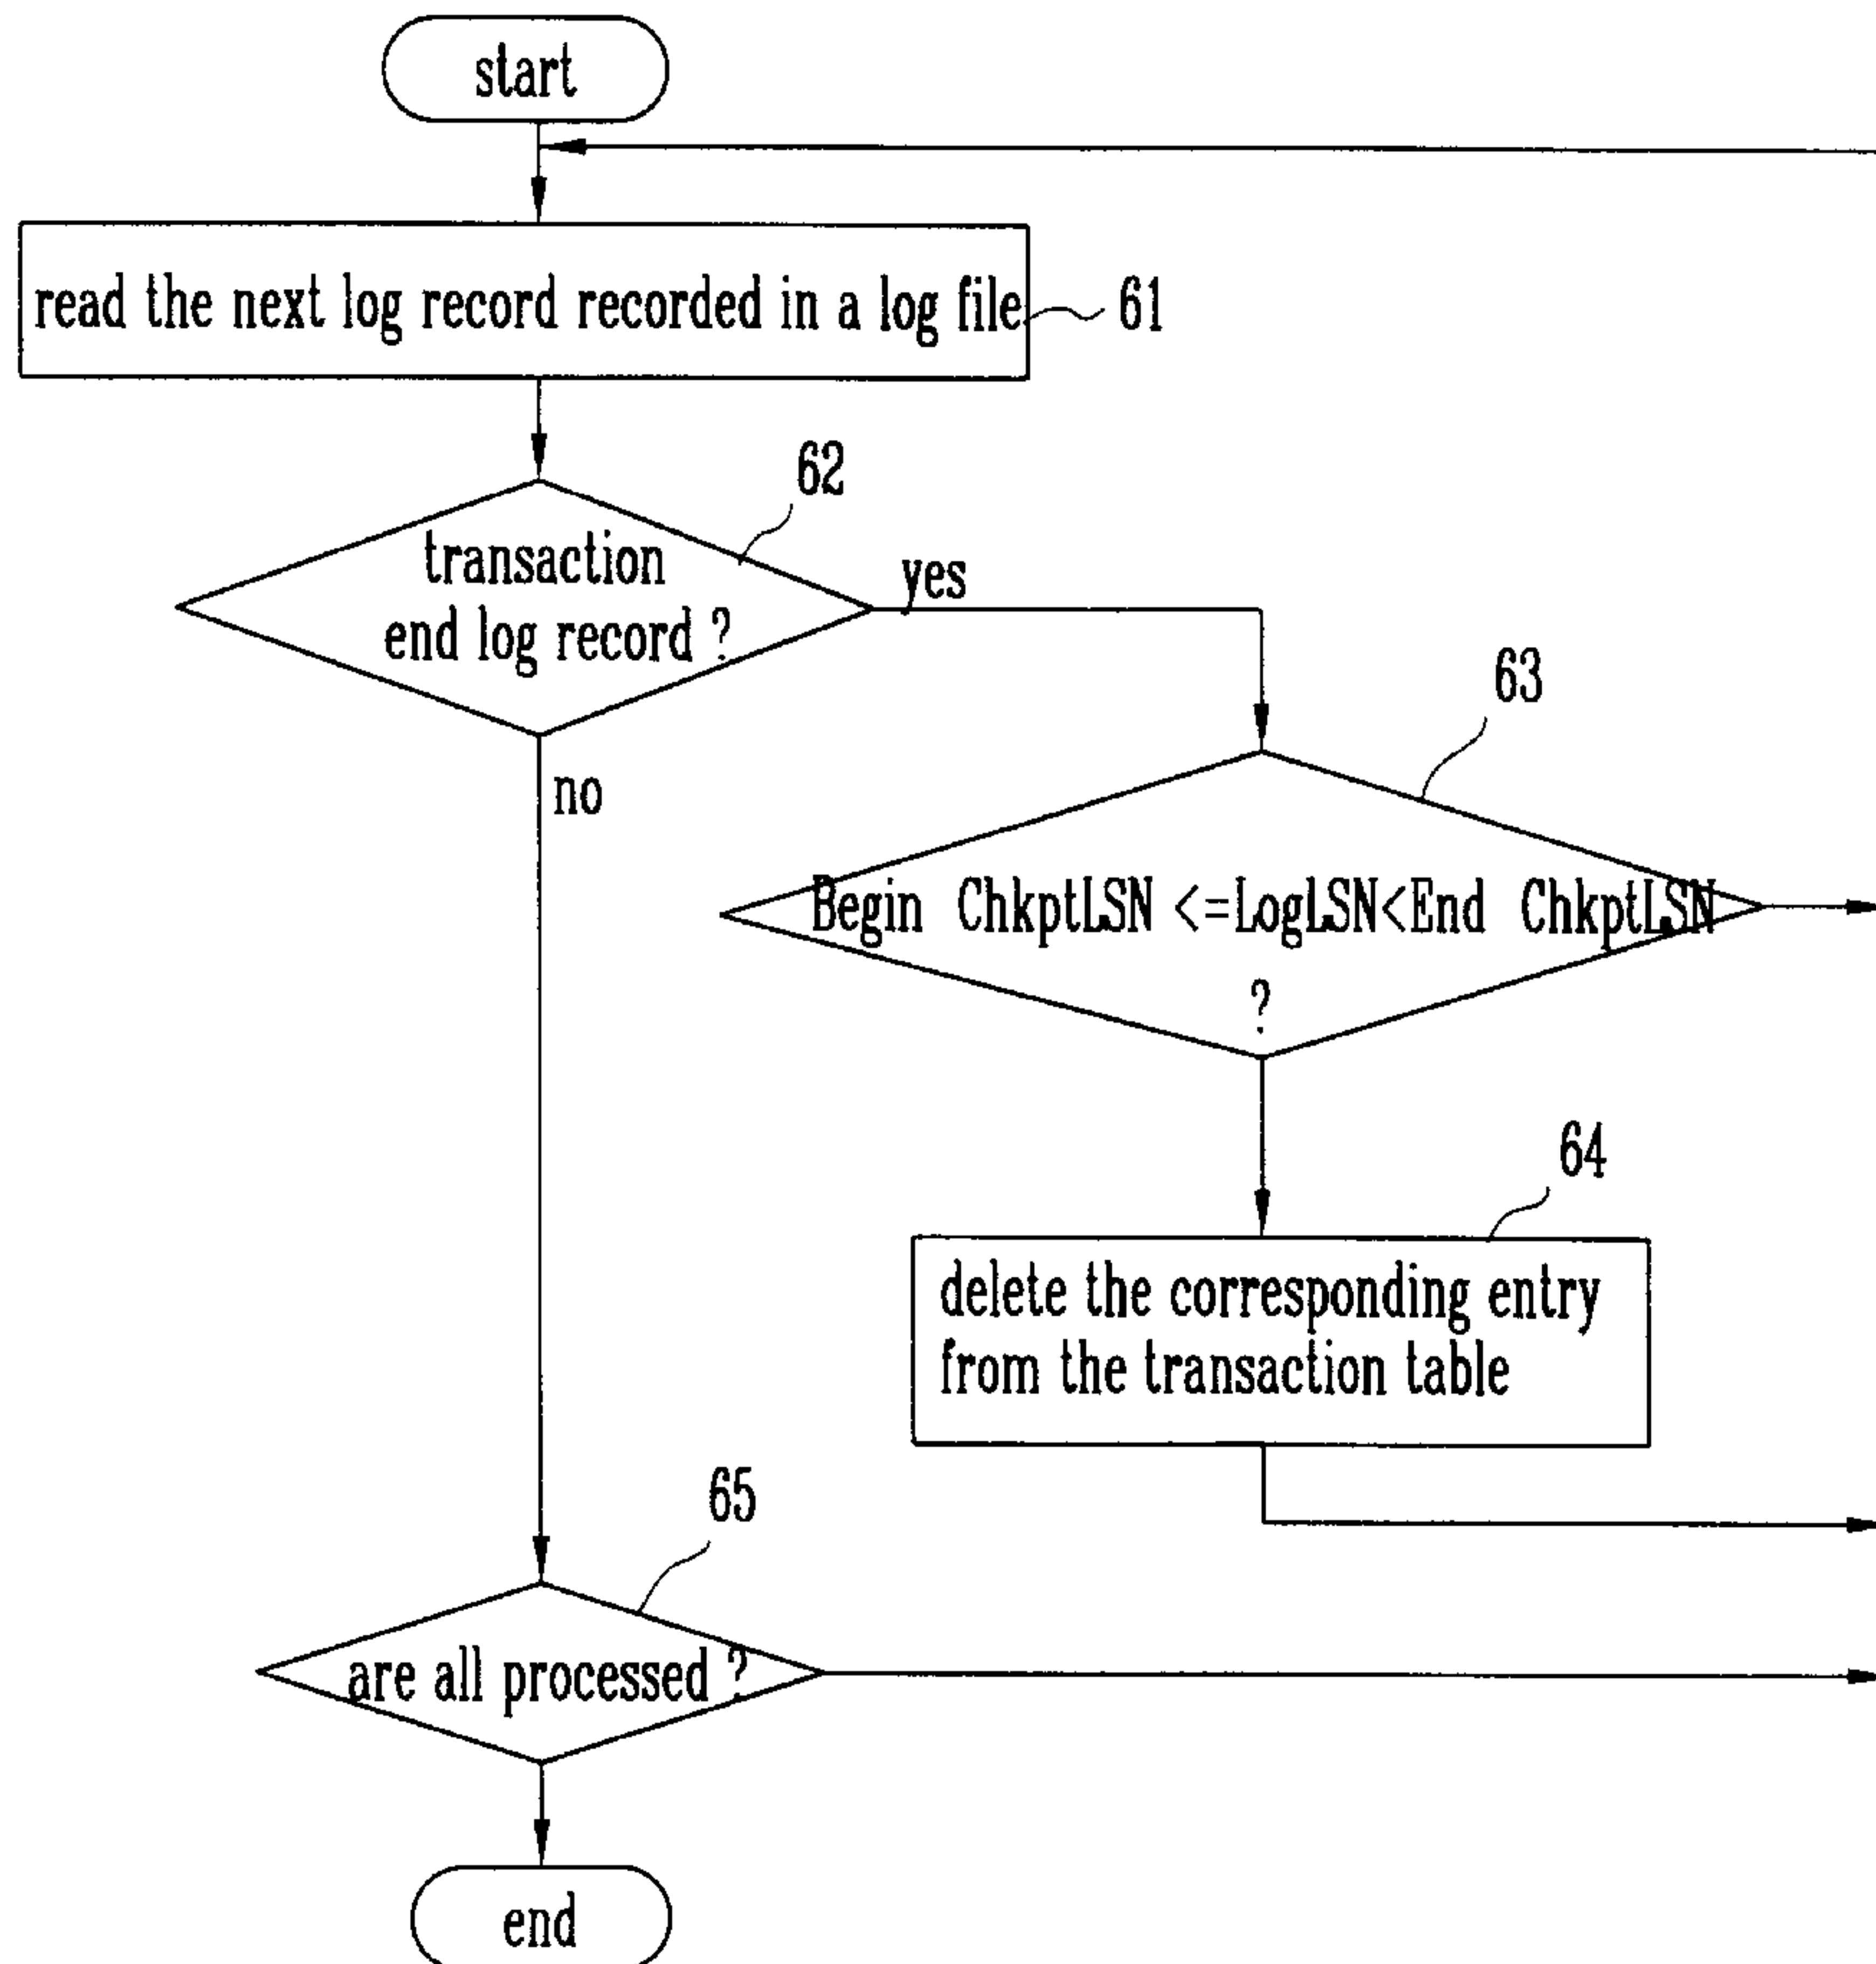 start
read the next log record recorded in a log file
61
62
transaction
end log record ?
yes
no
63
Begin ChkptLSN <=LogLSN<End ChkptLSN
?
64
delete the corresponding entry
from the transaction table
65
are all processed ?
end